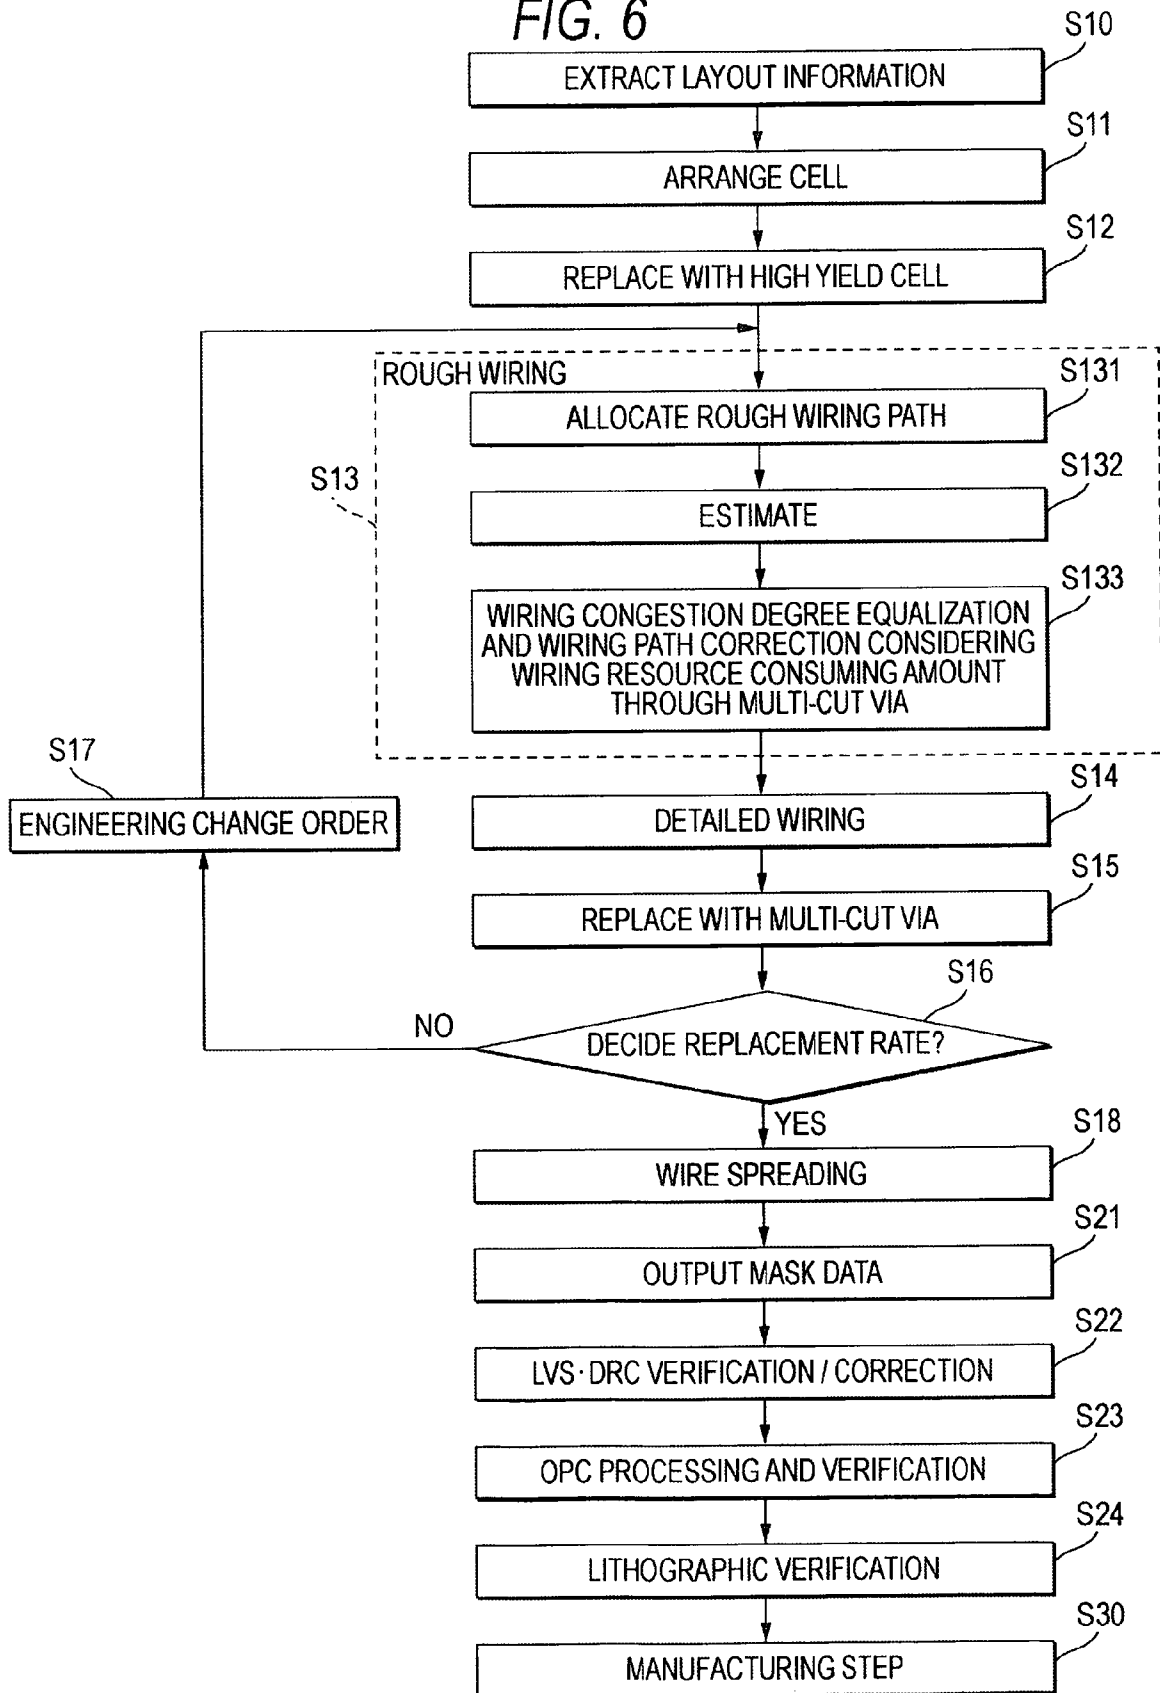 FIG. 6
S10
EXTRACT LAYOUT INFORMATION
S11
ARRANGE CELL
S12
REPLACE WITH HIGH YIELD CELL
ROUGH WIRING
S131
ALLOCATE ROUGH WIRING PATH
S13
S132
ESTIMATE
S133
WIRING CONGESTION DEGREE EQUALIZATION
AND WIRING PATH CORRECTION CONSIDERING
WIRING RESOURCE CONSUMING AMOUNT
THROUGH MULTI-CUT VIA
S17
ENGINEERING CHANGE ORDER
S14
DETAILED WIRING
S15
REPLACE WITH MULTI-CUT VIA
S16
NO
DECIDE REPLACEMENT RATE?
YES
S18
WIRE SPREADING
S21
OUTPUT MASK DATA
S22
LVS·DRC VERIFICATION / CORRECTION
S23
OPC PROCESSING AND VERIFICATION
S24
LITHOGRAPHIC VERIFICATION
S30
MANUFACTURING STEP